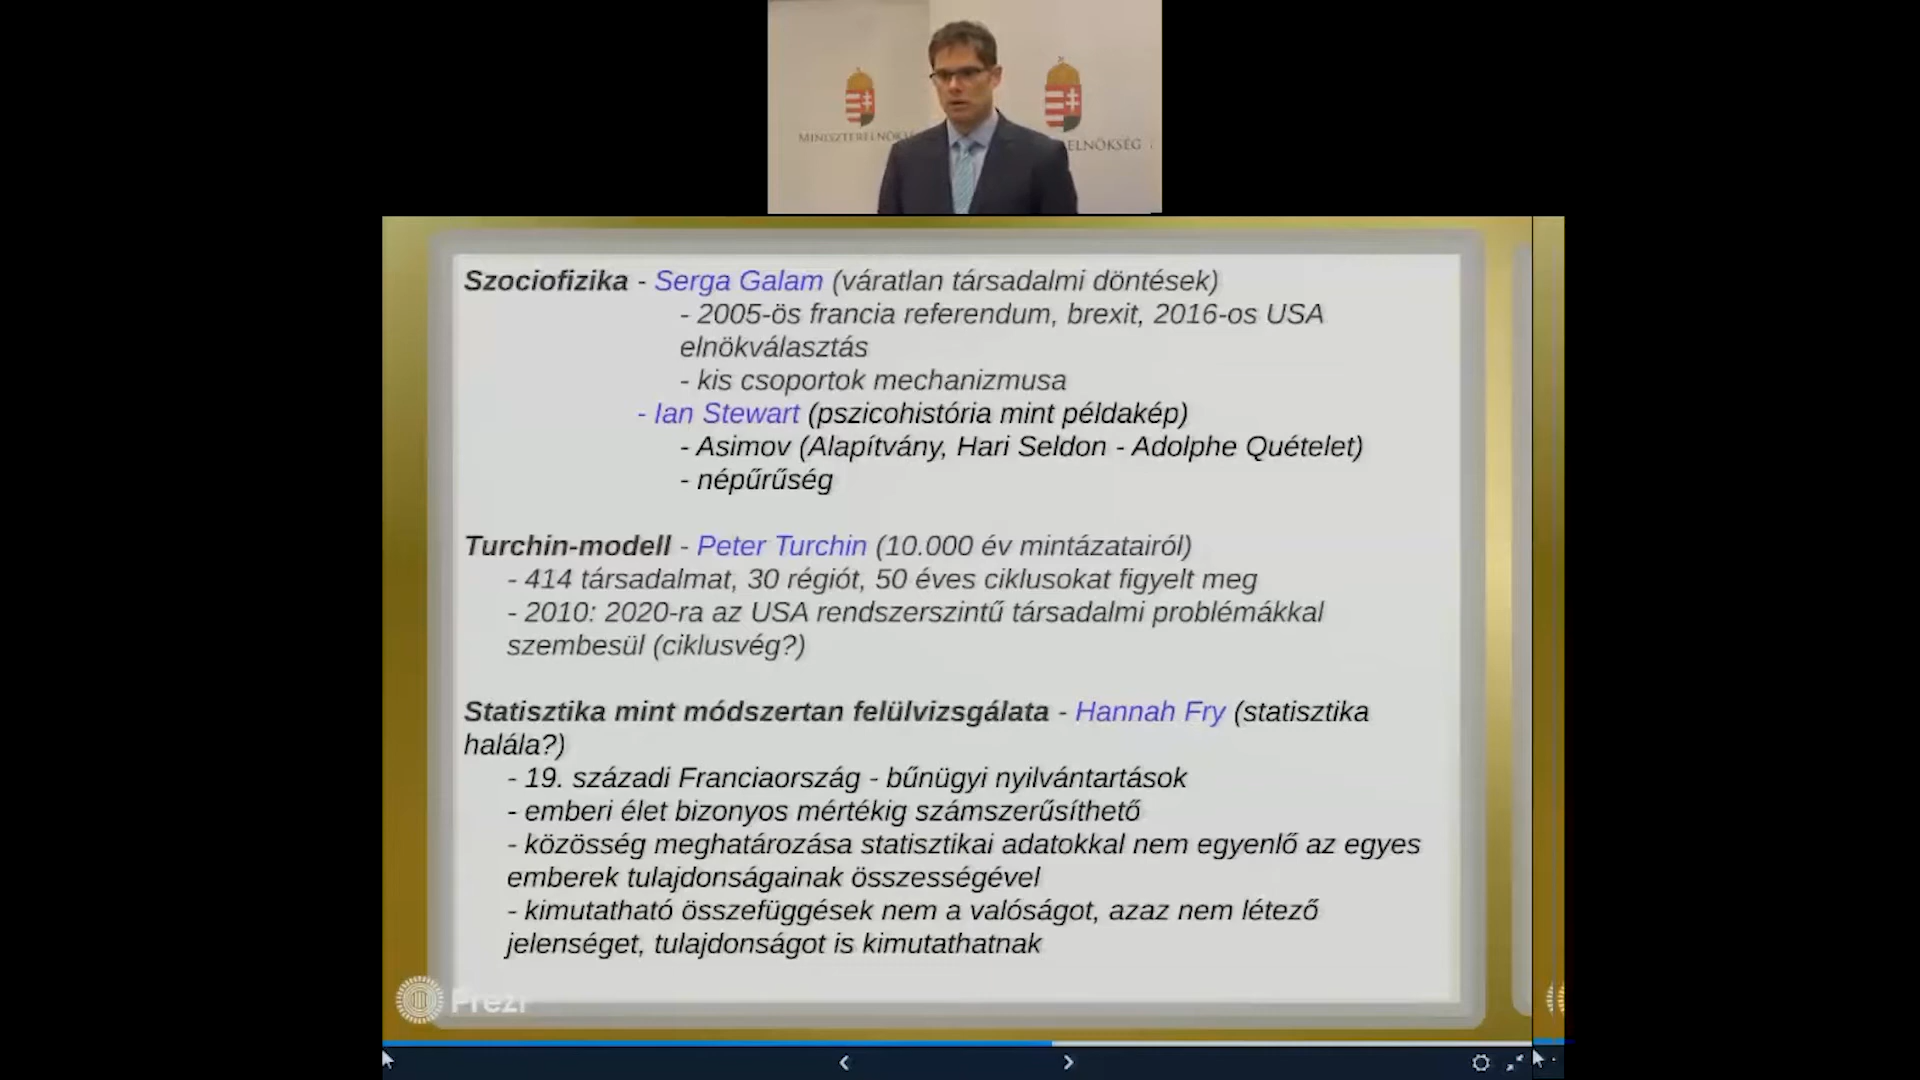 MINISZTERELNÖKS
ELNÖKSÉG
Szociofizika - Serga Galam (váratlan társadalmi döntések)
- 2005-ös francia referendum, brexit, 2016-os USA
elnökválasztás
- kis csoportok mechanizmusa
- Ian Stewart (pszicohistória mint példakép)
- Asimov (Alapítvány, Hari Seldon - Adolphe Quételet)
- népűrűség
Turchin-modell - Peter Turchin (10.000 év mintázatairól)
- 414 társadalmat, 30 régiót, 50 éves ciklusokat figyelt meg
- 2010: 2020-ra az USA rendszerszintű társadalmi problémákkal
szembesül (ciklusvég?)
Statisztika mint módszertan felülvizsgálata - Hannah Fry (statisztika
halála?)
- 19. századi Franciaország - bűnügyi nyilvántartások
- emberi élet bizonyos mértékig számszerűsíthető
- közösség meghatározása statisztikai adatokkal nem egyenlő az egyes
emberek tulajdonságainak összességével
- kimutatható összefüggések nem a valóságot, azaz nem létező
jelenséget, tulajdonságot is kimutathatnak
Prezi